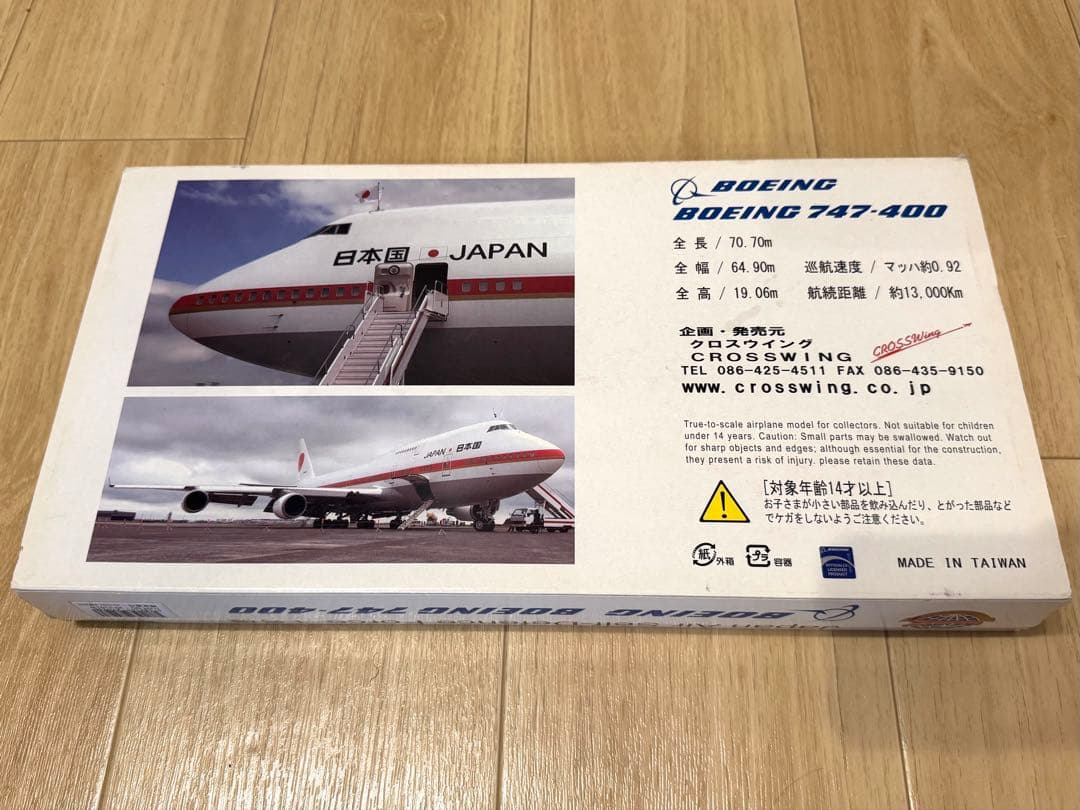 日本国 JAPAN
JAPAN 日本国
BOEING
BOEING 747-400
全長 / 70.70m
全幅 / 64.90m 巡航速度 / マッハ約0.92
全高 / 19.06m 航続距離 / 約13,000Km
企画・発売元
クロスウイング
CROSSWING CROSSWing
TEL 086-425-4511 FAX 086-435-9150
www.crosswing.co.jp
True-to-scale airplane model for collectors. Not suitable for children
under 14 years. Caution: Small parts may be swallowed. Watch out
for sharp objects and edges; although essential for the construction,
they present a risk of injury. please retain these data.
[対象年齢14才以上]
お子さまが小さい部品を飲み込んだり、とがった部品など
でケガをしないようご注意ください。
紙 外箱 プラ 容器
OFFICIALLY
LICENSED
PRODUCT
MADE IN TAIWAN
BOEING BOEING 747-400